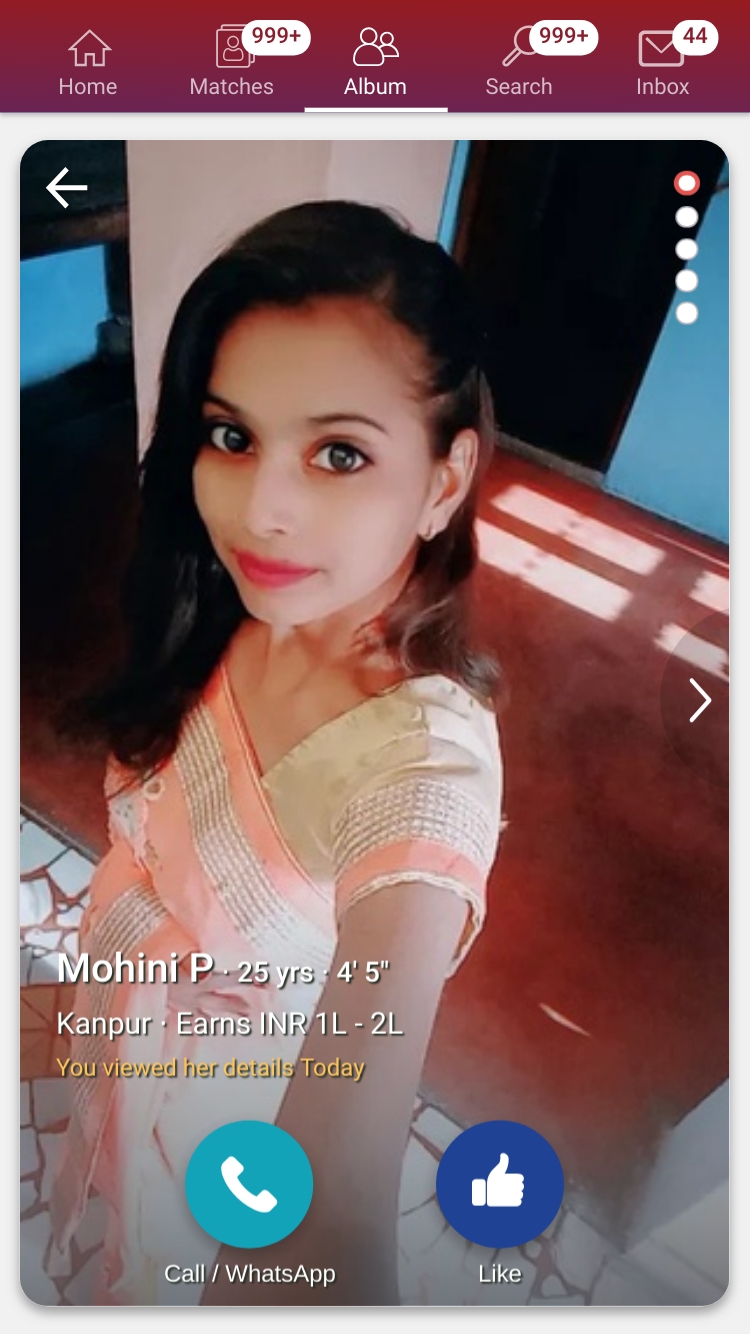 999+ 999+ 44
Home Matches Album Search Inbox
Mohini P · 25 yrs · 4' 5"
Kanpur · Earns INR 1L - 2L
You viewed her details Today
Call / WhatsApp Like